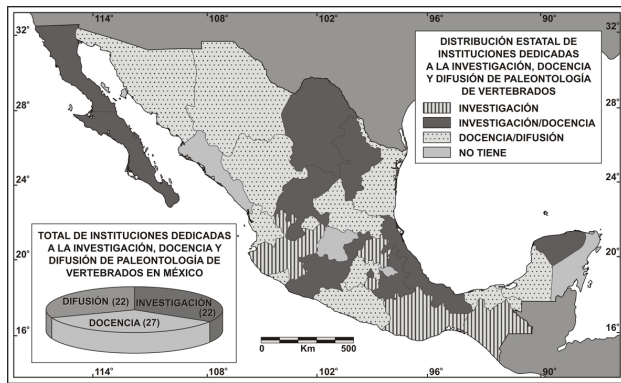 114°
108°
102°
96°
90°
32°
32°
DISTRIBUCIÓN ESTATAL DE
INSTITUCIONES DEDICADAS
A LA INVESTIGACIÓN, DOCENCIA
Y DIFUSIÓN DE PALEONTOLOGÍA
DE VERTEBRADOS
INVESTIGACIÓN
INVESTIGACIÓN/DOCENCIA
DOCENCIA/DIFUSIÓN
NO TIENE
28°
28°
24°
24°
TOTAL DE INSTITUCIONES DEDICADAS
A LA INVESTIGACIÓN, DOCENCIA Y
DIFUSIÓN DE PALEONTOLOGÍA DE
VERTEBRADOS EN MÉXICO
DIFUSIÓN (22)
INVESTIGACIÓN
(22)
DOCENCIA (27)
20°
20°
16°
16°
0 Km 500
114°
108°
102°
96°
90°